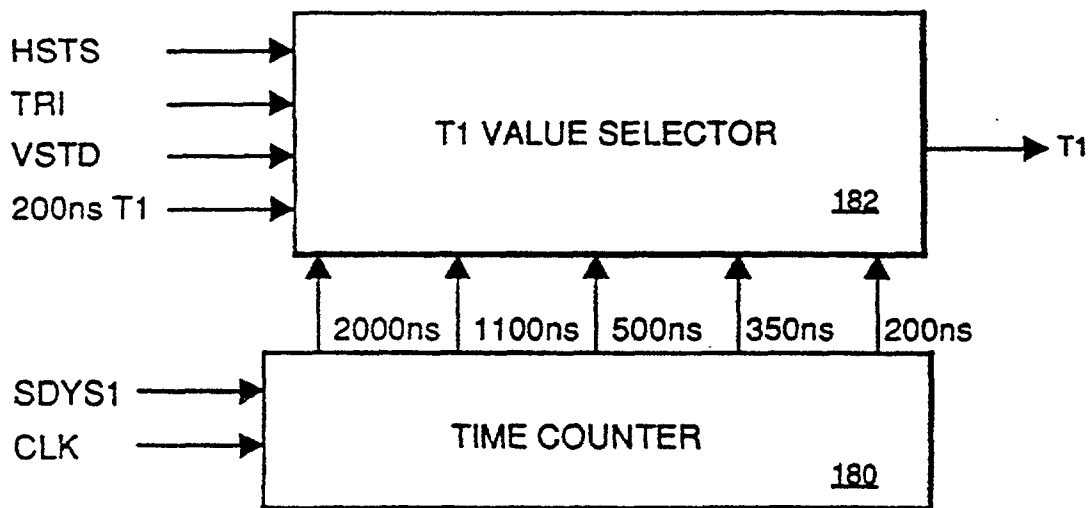 HSTS
TRI
VSTD
200ns T1
T1 VALUE SELECTOR
182
T1
2000ns 1100ns 500ns 350ns 200ns
SDYS1
CLK
TIME COUNTER
180